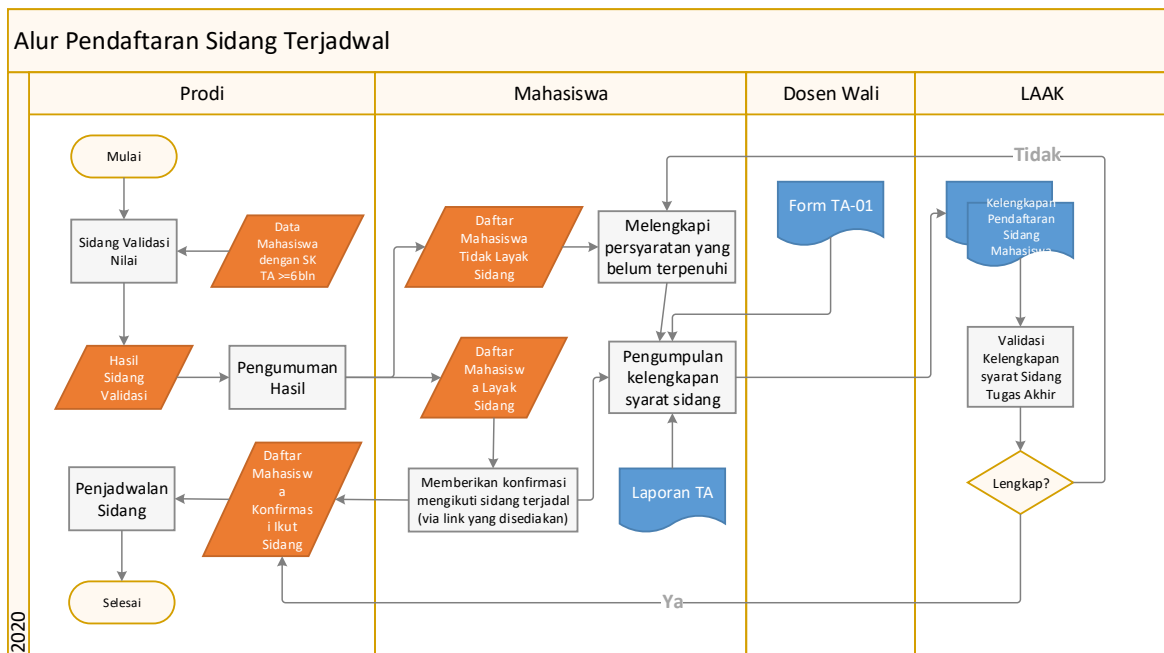 Alur Pendaftaran Sidang Terjadwal
2020
Prodi
Mahasiswa
Dosen Wali
LAAK
Mulai
Sidang Validasi
Nilai
Data
Mahasiswa
dengan SK
TA >=6bln
Hasil
Sidang
Validasi
Pengumuman
Hasil
Penjadwalan
Sidang
Daftar
Mahasisw
a
Konfirmas
i Ikut
Sidang
Selesai
Daftar
Mahasiswa
Tidak Layak
Sidang
Melengkapi
persyaratan yang
belum terpenuhi
Daftar
Mahasisw
a Layak
Sidang
Pengumpulan
kelengkapan
syarat sidang
Memberikan konfirmasi
mengikuti sidang terjadal
(via link yang disediakan)
Laporan TA
Form TA-01
Tidak
Kelengkapan
Pendaftaran
Sidang
Mahasiswa
Validasi
Kelengkapan
syarat Sidang
Tugas Akhir
Lengkap?
Ya